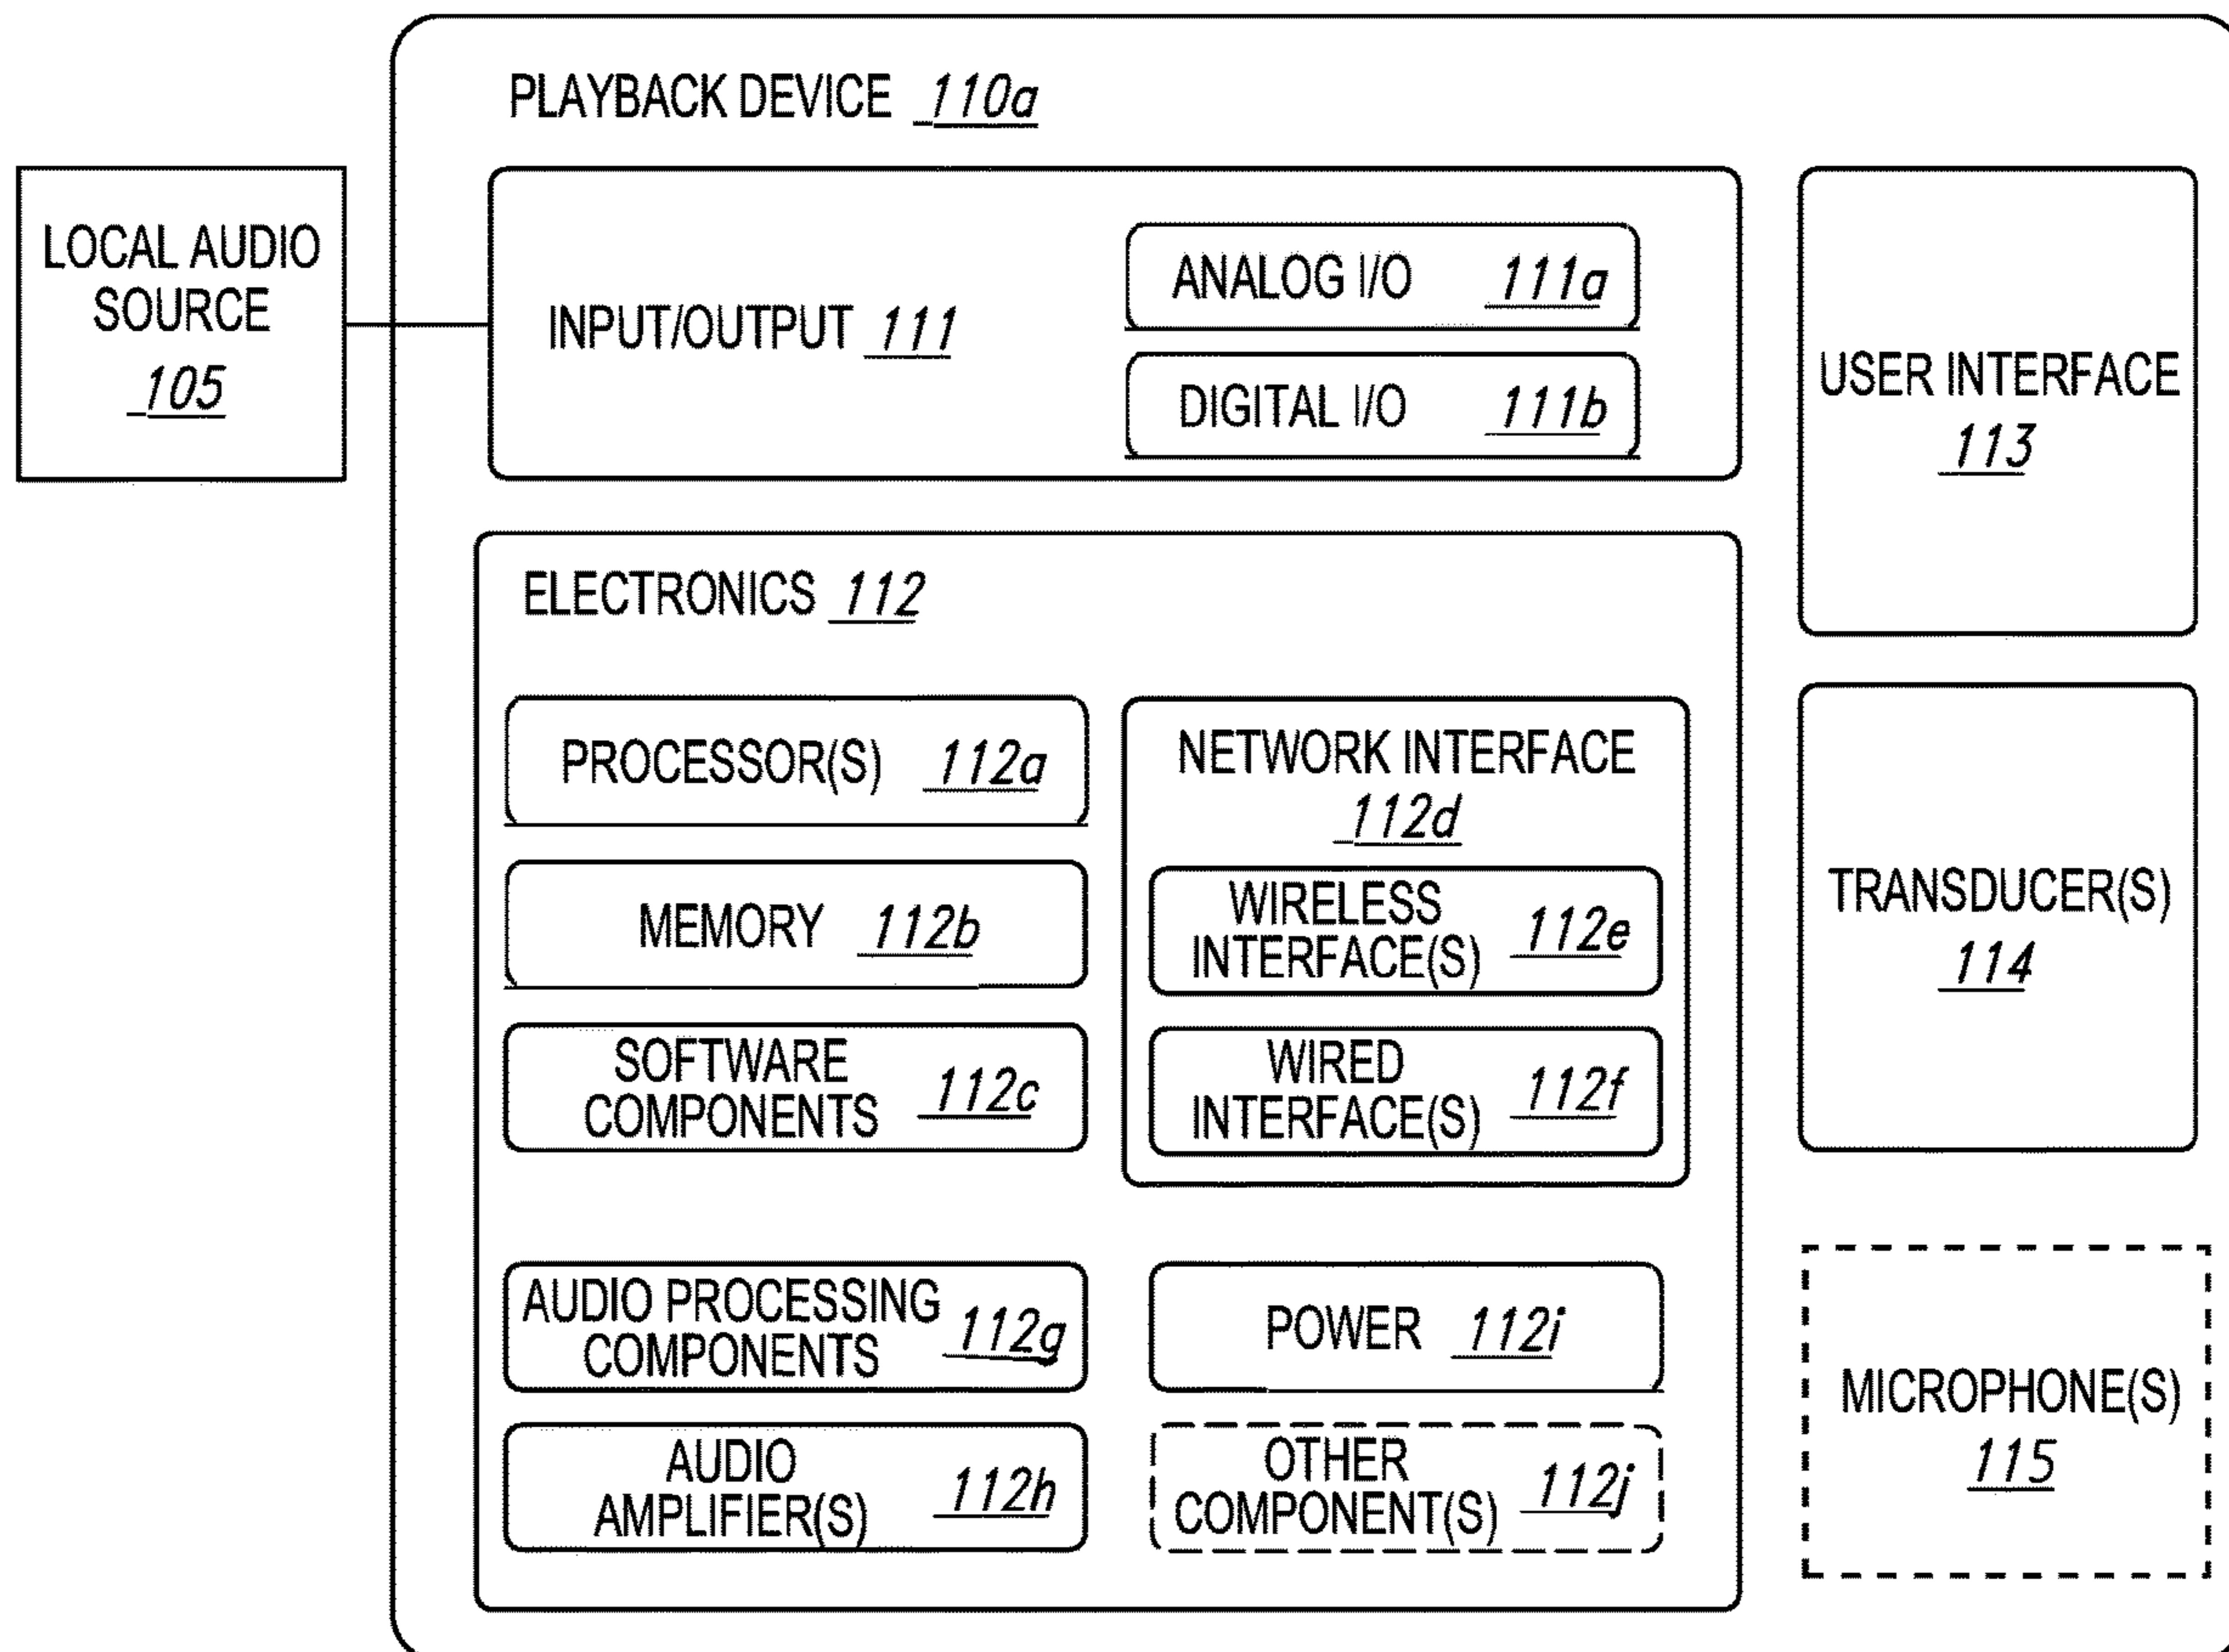 PLAYBACK DEVICE 110a
LOCAL AUDIO
SOURCE
105
INPUT/OUTPUT 111
ANALOG I/O 111a
DIGITAL I/O 111b
USER INTERFACE
113
ELECTRONICS 112
PROCESSOR(S) 112a
MEMORY 112b
SOFTWARE
COMPONENTS 112c
NETWORK INTERFACE
112d
WIRELESS
INTERFACE(S) 112e
WIRED
INTERFACE(S) 112f
AUDIO PROCESSING
COMPONENTS 112g
AUDIO
AMPLIFIER(S) 112h
POWER 112i
OTHER
COMPONENT(S) 112j
TRANSDUCER(S)
114
MICROPHONE(S)
115